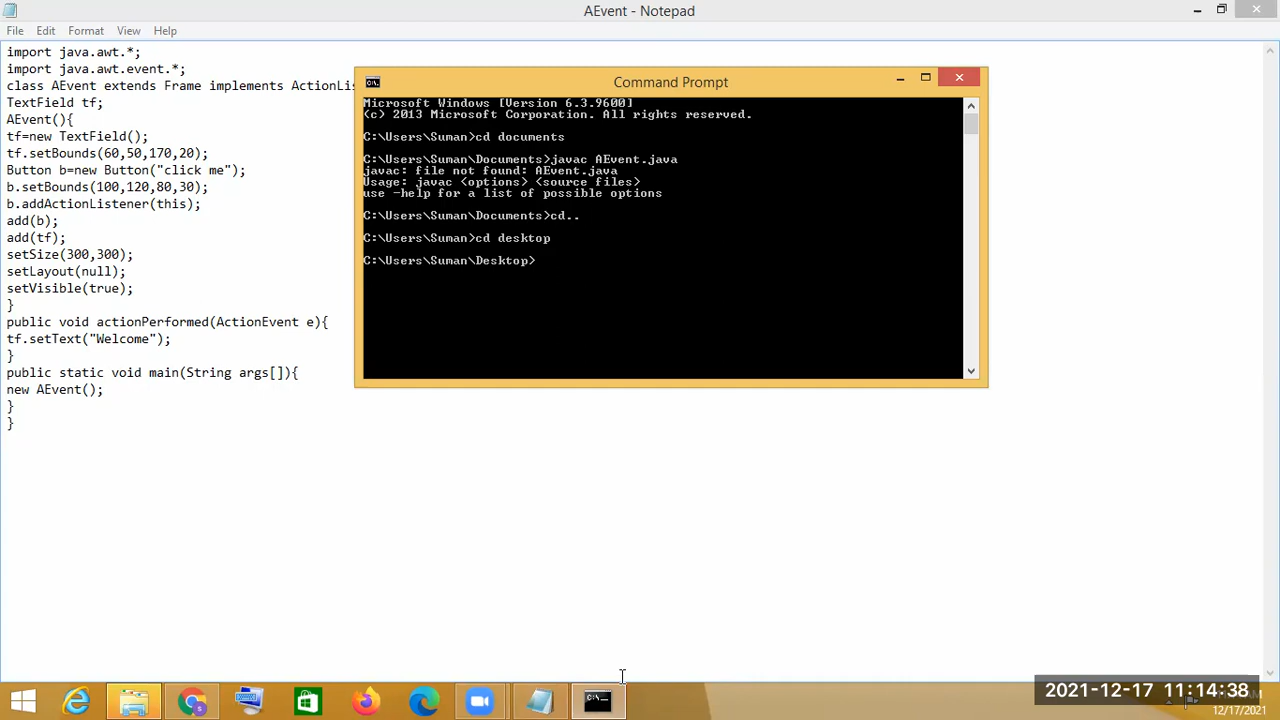 AEvent - Notepad
File Edit Format View Help
import java.awt.*;
import java.awt.event.*;
class AEvent extends Frame implements ActionLis
TextField tf;
AEvent(){
tf=new TextField();
tf.setBounds(60,50,170,20);
Button b=new Button("click me");
b.setBounds(100,120,80,30);
b.addActionListener(this);
add(b);
add(tf);
setSize(300,300);
setLayout(null);
setVisible(true);
}
public void actionPerformed(ActionEvent e){
tf.setText("Welcome");
}
public static void main(String args[]){
new AEvent();
}
}
Command Prompt
Microsoft Windows [Version 6.3.9600]
(c) 2013 Microsoft Corporation. All rights reserved.
C:\Users\Suman>cd documents
C:\Users\Suman\Documents>javac AEvent.java
javac: file not found: AEvent.java
Usage: javac <options> <source files>
use -help for a list of possible options
C:\Users\Suman\Documents>cd..
C:\Users\Suman>cd desktop
C:\Users\Suman\Desktop>
2021-12-17 11:14:38
12/17/2021